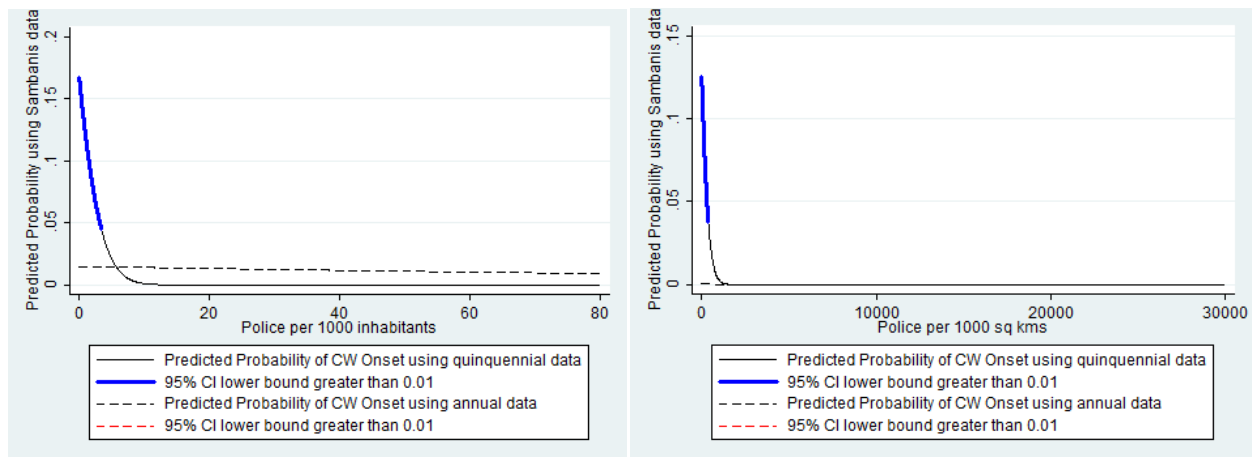 Predicted Probability using Sambanis data
.2
.15
.1
.05
0
0 20 40 60 80
Police per 1000 inhabitants
Predicted Probability of CW Onset using quinquennial data
95% CI lower bound greater than 0.01
Predicted Probability of CW Onset using annual data
95% CI lower bound greater than 0.01
Predicted Probability using Sambanis data
.15
.1
.05
0
0 10000 20000 30000
Police per 1000 sq kms
Predicted Probability of CW Onset using quinquennial data
95% CI lower bound greater than 0.01
Predicted Probability of CW Onset using annual data
95% CI lower bound greater than 0.01